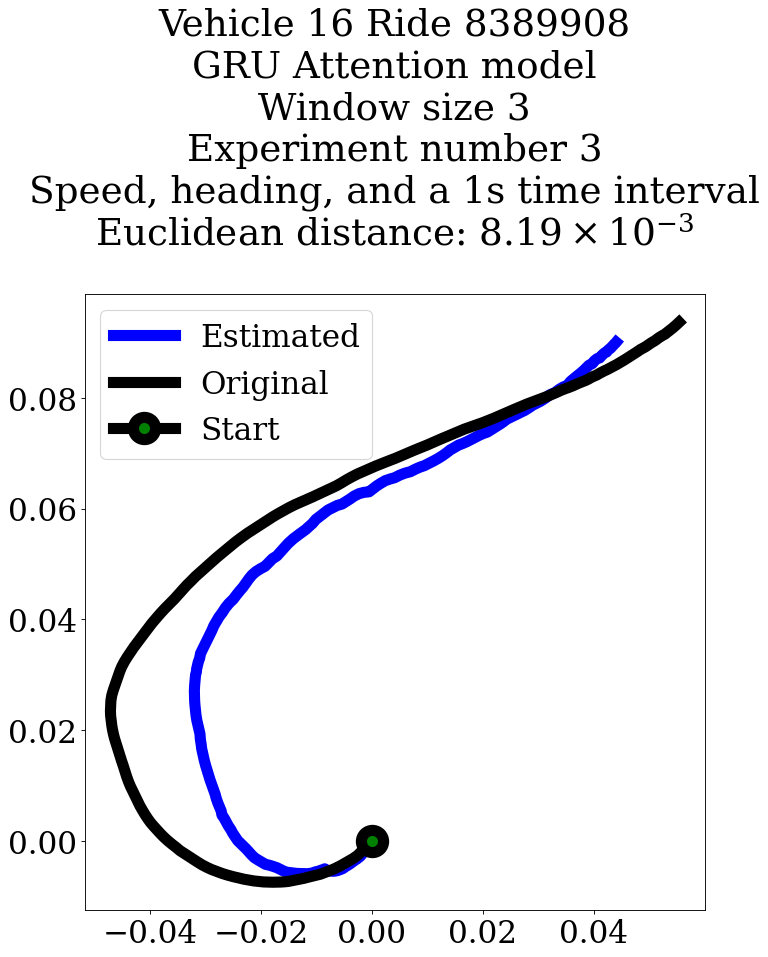 Vehicle 16 Ride 8389908
GRU Attention model
Window size 3
Experiment number 3
Speed, heading, and a 1s time interval
Euclidean distance: 8.19 × 10⁻³
Estimated
Original
Start
0.08
0.06
0.04
0.02
0.00
−0.04 −0.02 0.00 0.02 0.04